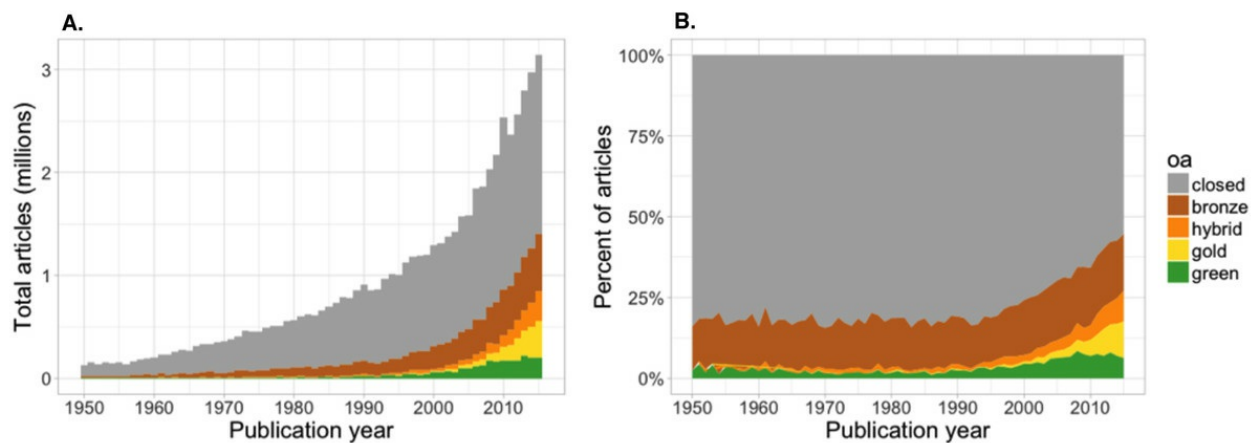 A.
Total articles (millions)
3
2
1
0
1950 1960 1970 1980 1990 2000 2010
Publication year
B.
Percent of articles
100%
75%
50%
25%
0%
1950 1960 1970 1980 1990 2000 2010
Publication year
oa
closed
bronze
hybrid
gold
green